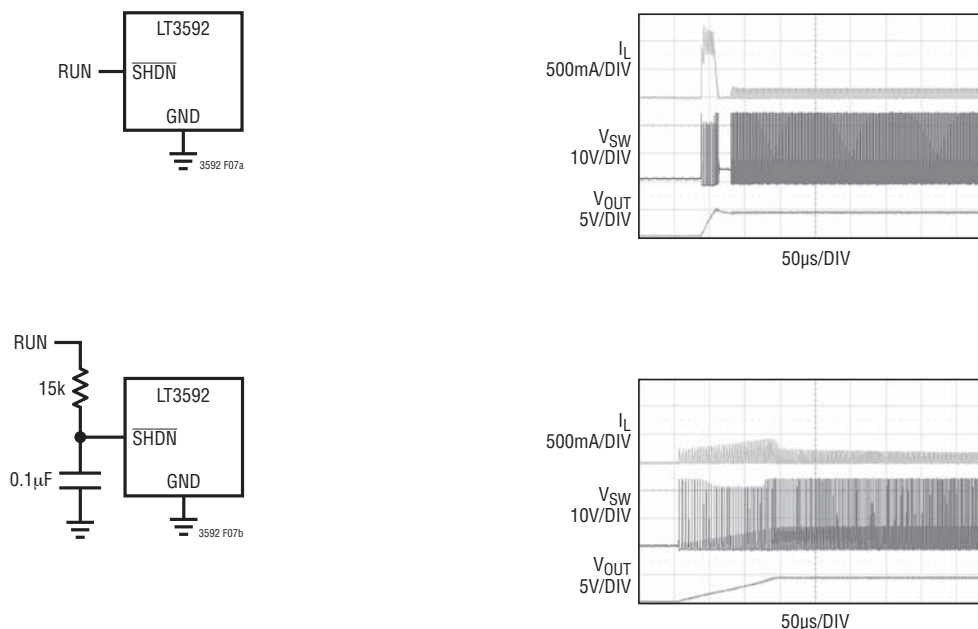 LT3592
RUN
SHDN
GND
3592 F07a
IL
500mA/DIV
VSW
10V/DIV
VOUT
5V/DIV
50µs/DIV
RUN
15k
LT3592
SHDN
0.1µF
GND
3592 F07b
IL
500mA/DIV
VSW
10V/DIV
VOUT
5V/DIV
50µs/DIV